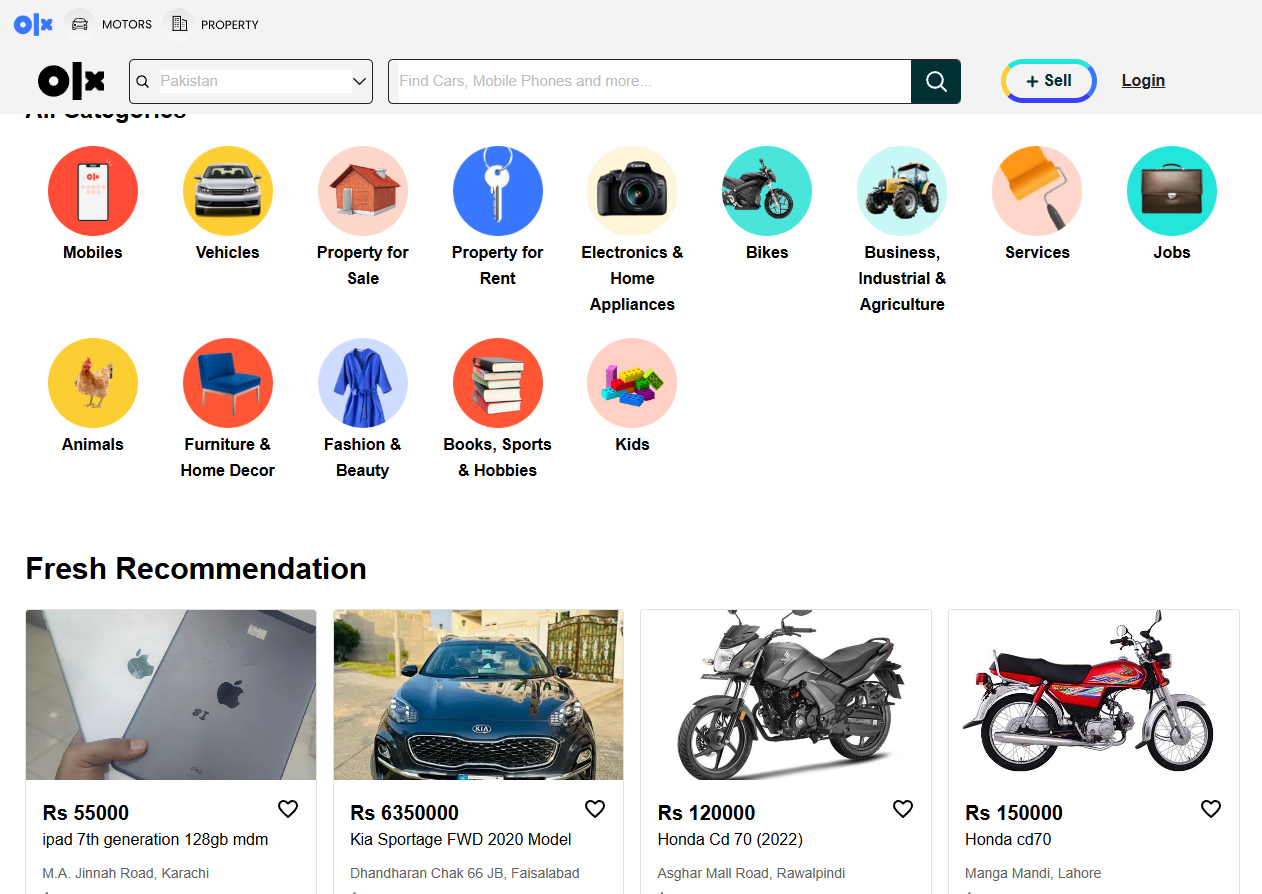 olx MOTORS PROPERTY
olx Pakistan Find Cars, Mobile Phones and more... + Sell Login
All Categories
Mobiles Vehicles Property for Property for Electronics & Bikes Business, Services Jobs
Sale Rent Home Industrial &
Appliances Agriculture
Animals Furniture & Fashion & Books, Sports Kids
Home Decor Beauty & Hobbies
Fresh Recommendation
Rs 55000 Rs 6350000 Rs 120000 Rs 150000
ipad 7th generation 128gb mdm Kia Sportage FWD 2020 Model Honda Cd 70 (2022) Honda cd70
M.A. Jinnah Road, Karachi Dhandharan Chak 66 JB, Faisalabad Asghar Mall Road, Rawalpindi Manga Mandi, Lahore